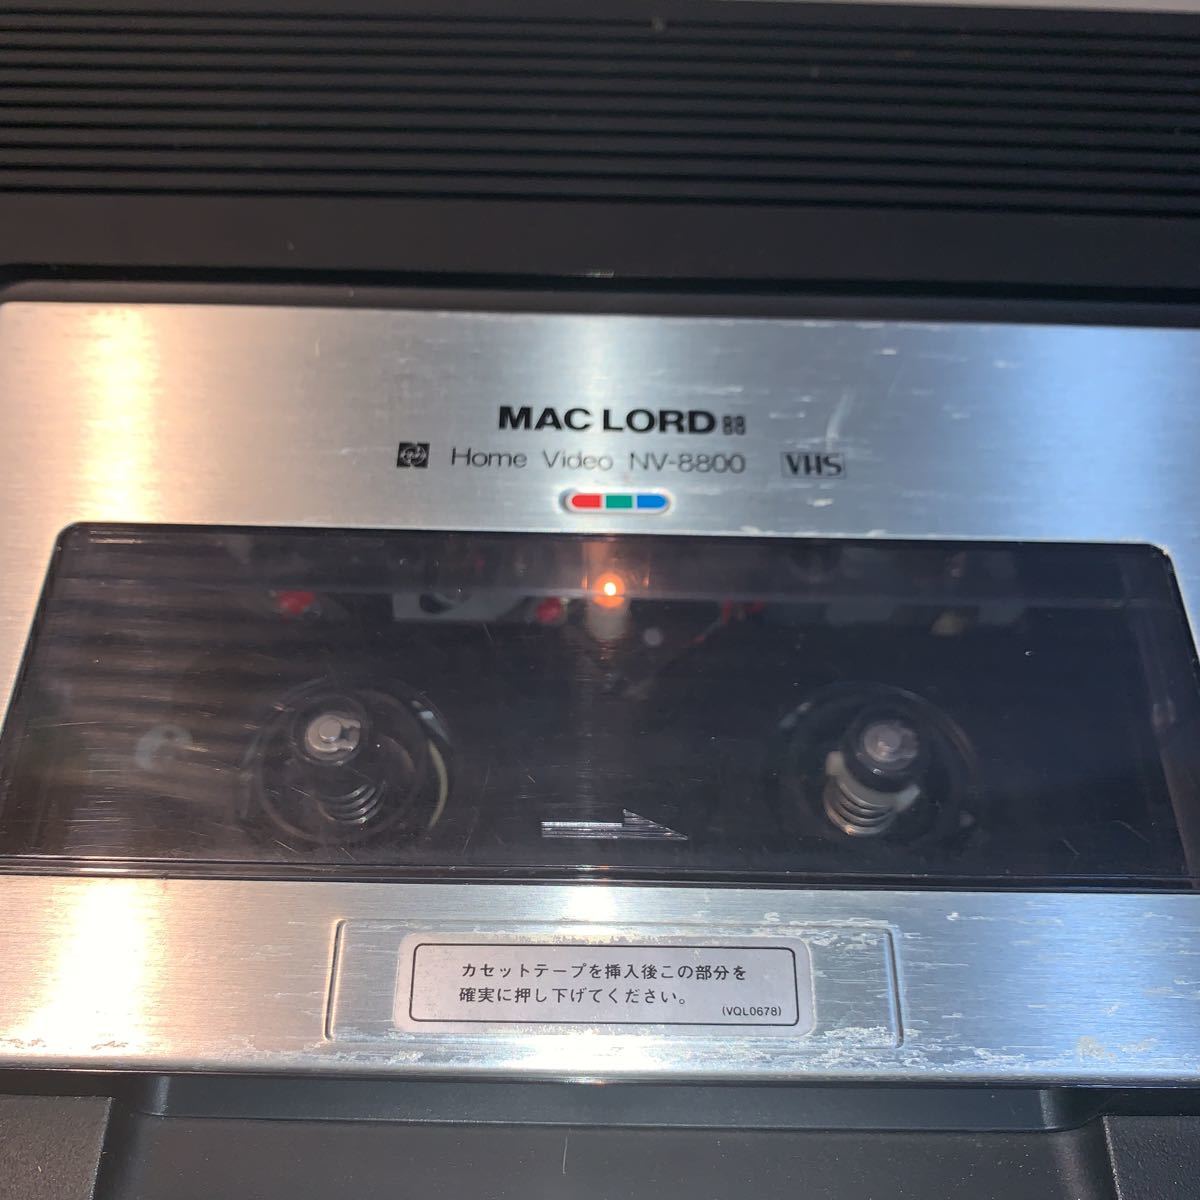 MAC LORD 88
Home Video NV-8800 VHS
カセットテープを挿入後この部分を
確実に押し下げてください。
(VQL0678)